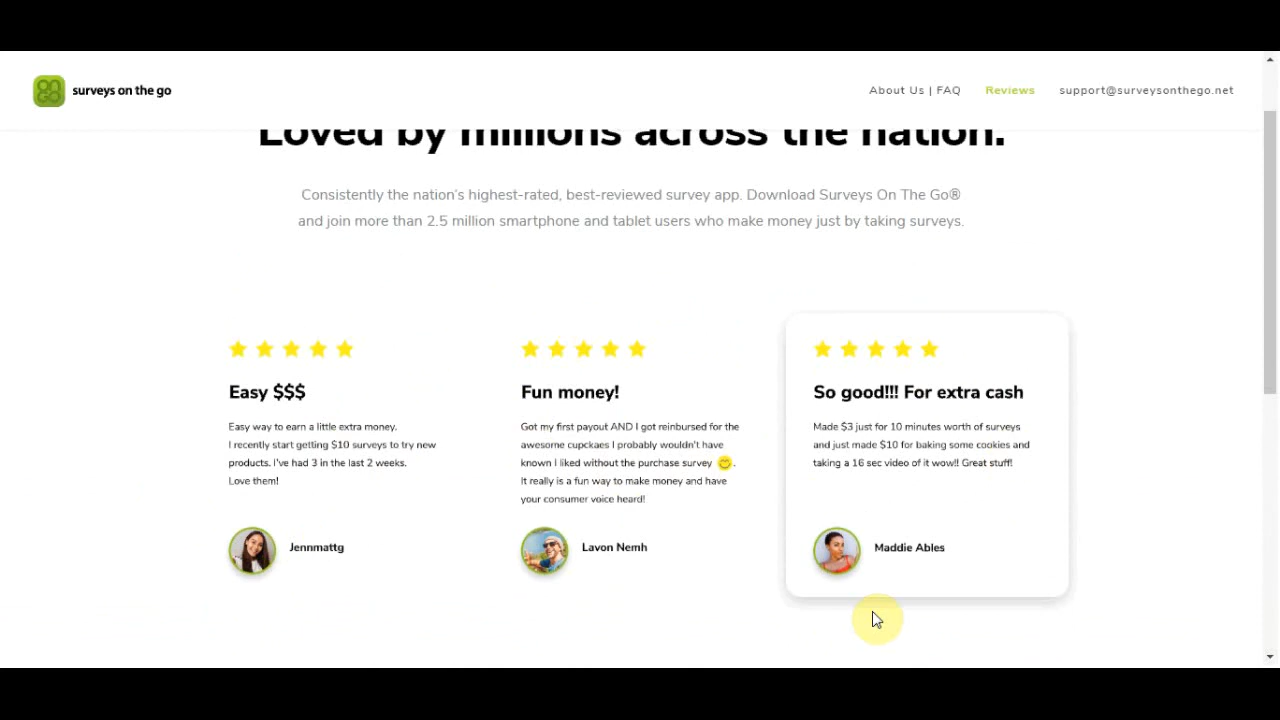 surveys on the go
About Us | FAQ
Reviews
support@surveysonthego.net
Loved by millions across the nation.
Consistently the nation's highest-rated, best-reviewed survey app. Download Surveys On The Go®
and join more than 2.5 million smartphone and tablet users who make money just by taking surveys.
Easy $$$
Easy way to earn a little extra money.
I recently start getting $10 surveys to try new
products. I've had 3 in the last 2 weeks.
Love them!
Jennmattg
Fun money!
Got my first payout AND I got reinbursed for the
awesome cupckaes I probably wouldn't have
known I liked without the purchase survey 😊.
It really is a fun way to make money and have
your consumer voice heard!
Lavon Nemh
So good!!! For extra cash
Made $3 just for 10 minutes worth of surveys
and just made $10 for baking some cookies and
taking a 16 sec video of it wow!! Great stuff!
Maddie Ables